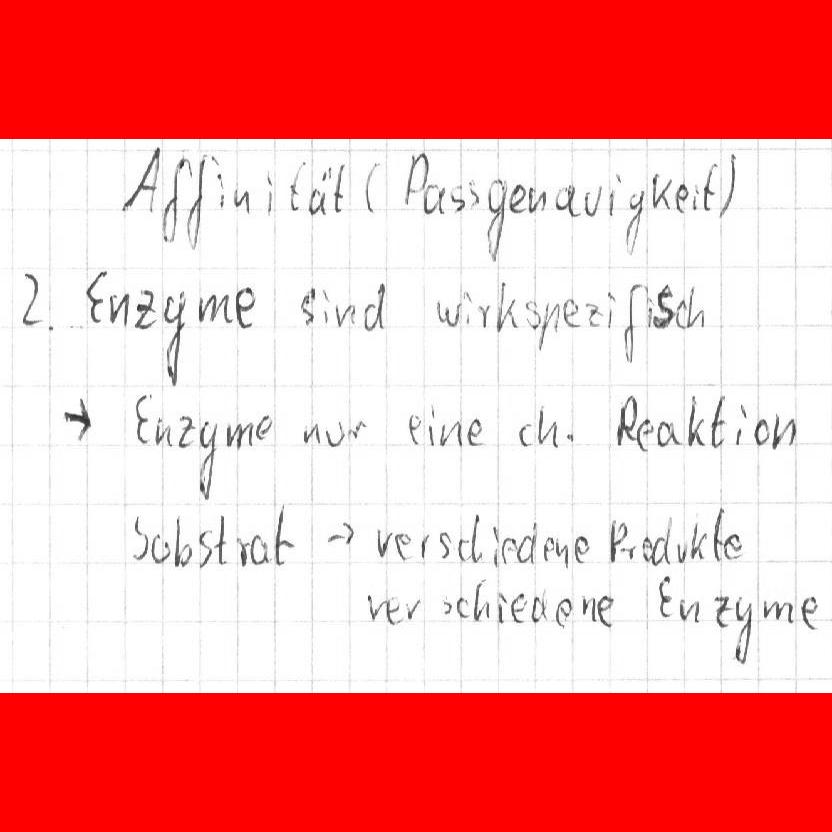 Affinität (Passgenauigkeit)
2. Enzyme sind wirkspezifisch
→ Enzyme nur eine ch. Reaktion
Substrat → verschiedene Produkte
verschiedene Enzyme